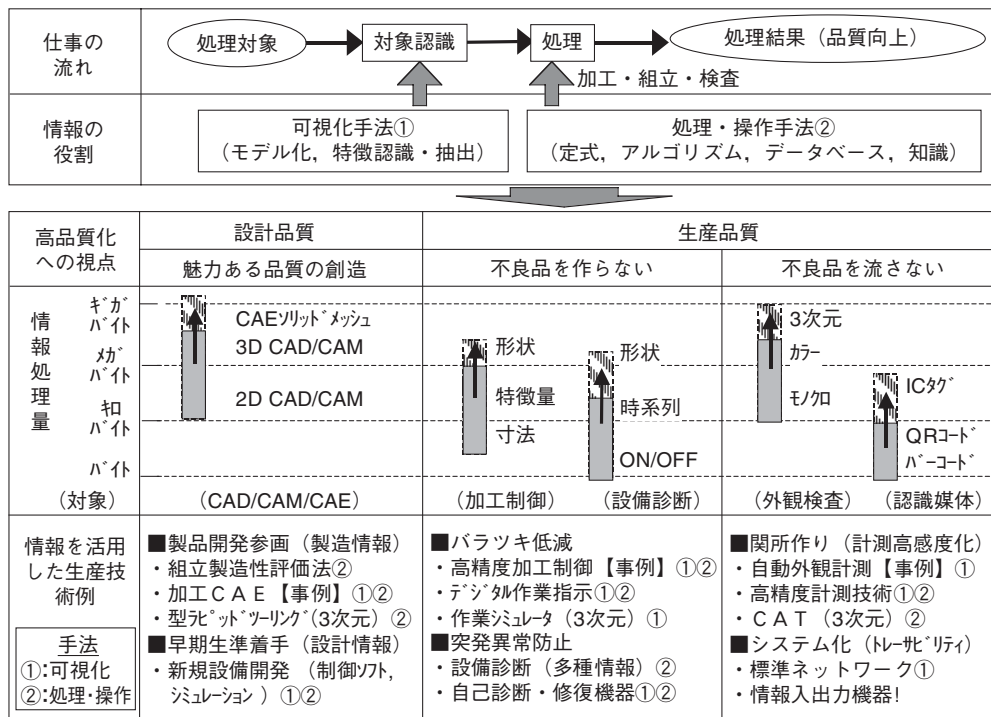 仕事の
流れ
処理対象
対象認識
処理
処理結果（品質向上）
加工・組立・検査
情報の
役割
可視化手法①
(モデル化，特徴認識・抽出)
処理・操作手法②
(定式，アルゴリズム，データベース，知識)
高品質化
への視点
設計品質
生産品質
魅力ある品質の創造
不良品を作らない
不良品を流さない
情報処理量
ｷﾞｶﾞ
ﾊﾞｲﾄ
ﾒｶﾞ
ﾊﾞｲﾄ
ｷﾛ
ﾊﾞｲﾄ
ﾊﾞｲﾄ
CAEｿﾘｯﾄﾞﾒｯｼｭ
3D CAD/CAM
2D CAD/CAM
形状
特徴量
寸法
形状
時系列
ON/OFF
3次元
ｶﾗｰ
ﾓﾉｸﾛ
ICﾀｸﾞ
QRｺｰﾄﾞ
ﾊﾞｰｺｰﾄﾞ
(対象)
(CAD/CAM/CAE)
(加工制御)
(設備診断)
(外観検査)
(認識媒体)
情報を活用
した生産技
術例
手法
①:可視化
②:処理・操作
■製品開発参画（製造情報）
・組立製造性評価法②
・加工ＣＡＥ【事例】①②
・型ﾗﾋﾟｯﾄﾞﾂｰﾘﾝｸﾞ(3次元) ②
■早期生準着手（設計情報）
・新規設備開発（制御ｿﾌﾄ,
ｼﾐｭﾚｰｼｮﾝ ）①②
■バラツキ低減
・高精度加工制御【事例】①②
・ﾃﾞｼﾞﾀﾙ作業指示①②
・作業ｼﾐｭﾚｰﾀ（3次元）①
■突発異常防止
・設備診断（多種情報）②
・自己診断・修復機器①②
■関所作り（計測高感度化）
・自動外観計測【事例】①
・高精度計測技術①②
・ＣＡＴ（3次元）②
■システム化（ﾄﾚｰｻﾋﾞﾘﾃｨ）
・標準ネットワーク①
・情報入出力機器!